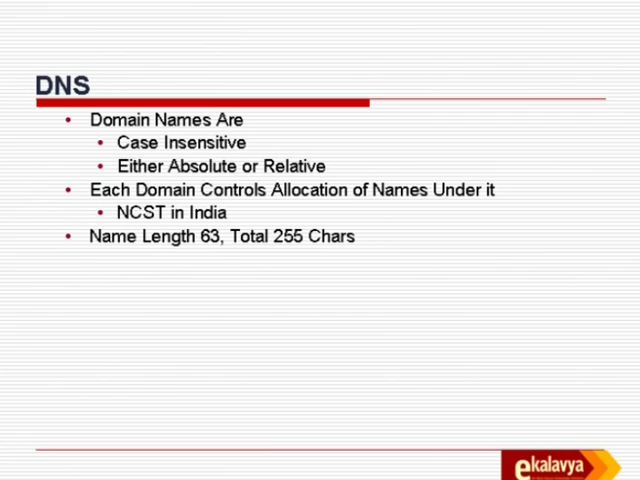 DNS
• Domain Names Are
• Case Insensitive
• Either Absolute or Relative
• Each Domain Controls Allocation of Names Under it
• NCST in India
• Name Length 63, Total 255 Chars
ekalavya